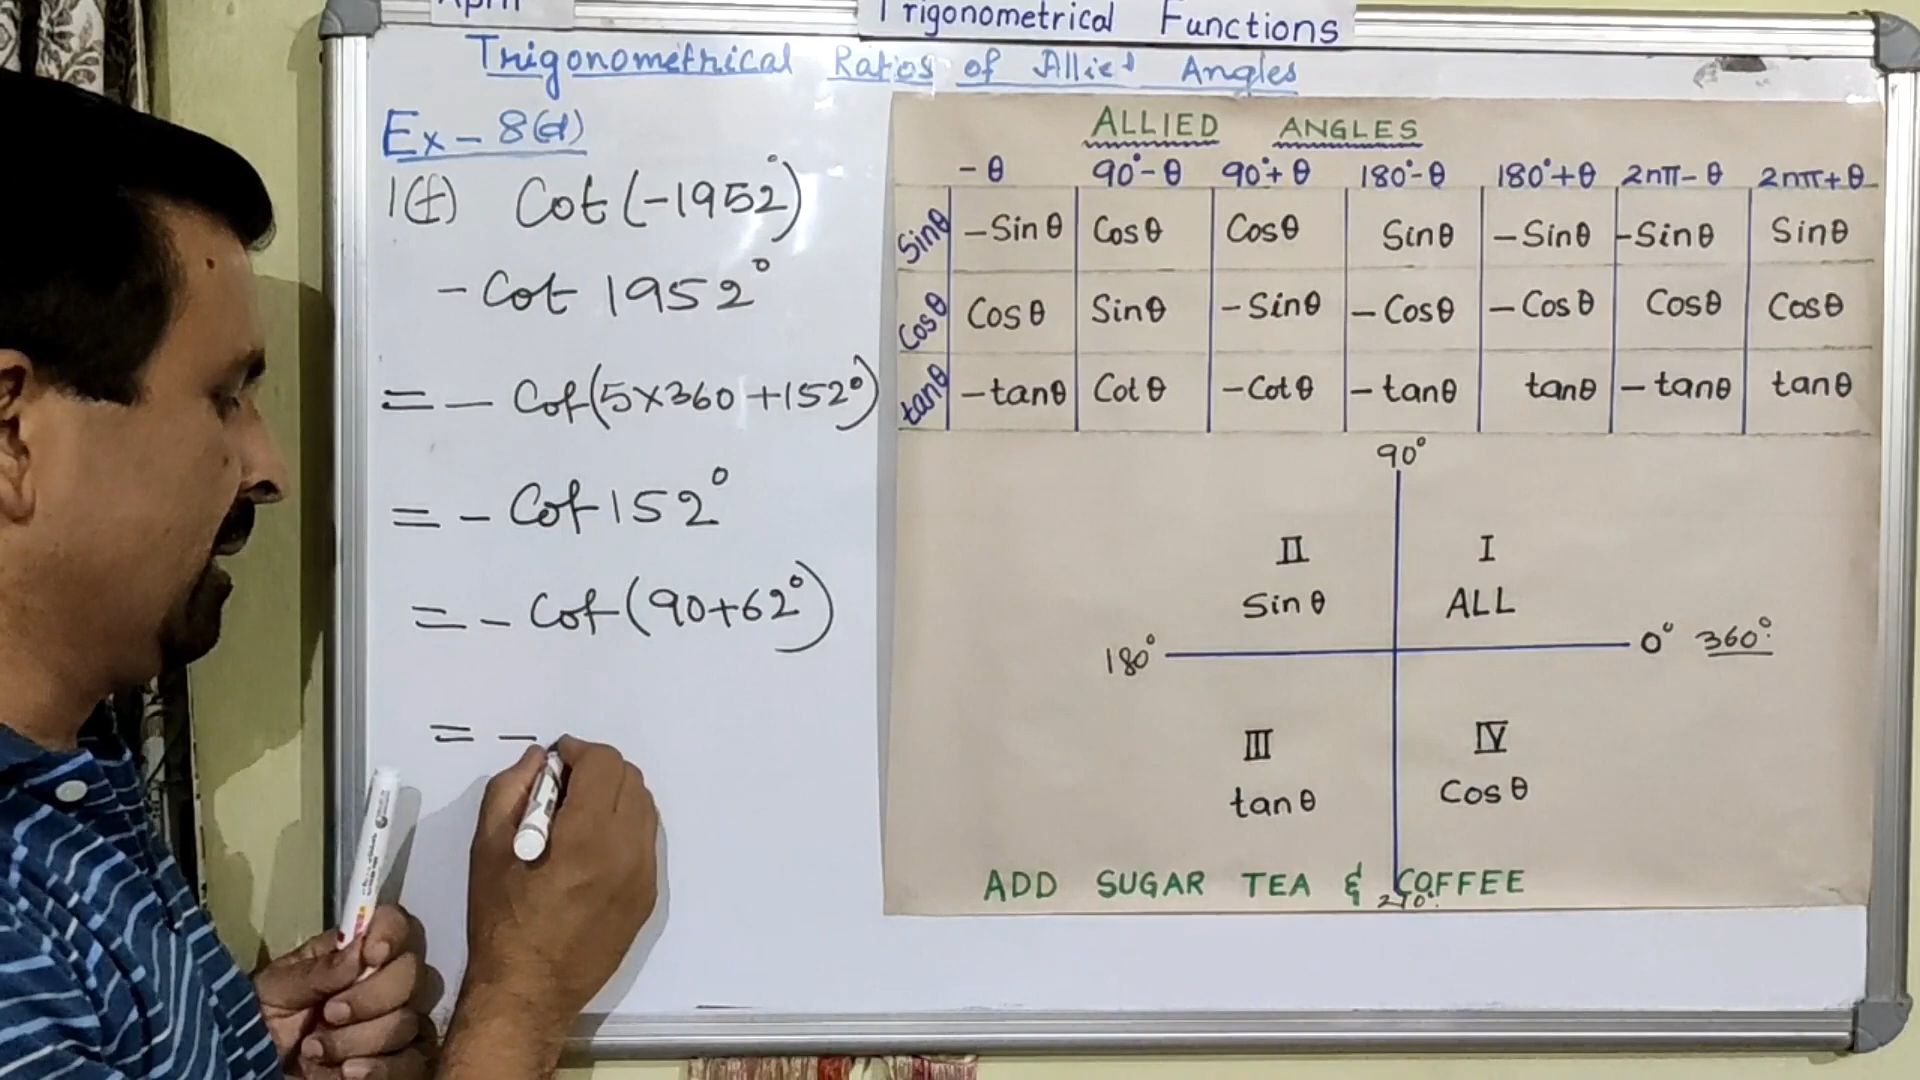 April
Trigonometrical Functions
Trigonometrical Ratios of Allied Angles
Ex - 8(d)
1(f) Cot (-1952°)
- Cot 1952°
= - Cot (5x360 +152°)
= - Cot 152°
= - Cot (90+62°)
= -
ALLIED ANGLES
-θ 90°-θ 90°+θ 180°-θ 180°+θ 2nπ-θ 2nπ+θ
Sinθ -Sinθ Cosθ Cosθ Sinθ -Sinθ -Sinθ Sinθ
Cosθ Cosθ Sinθ -Sinθ -Cosθ -Cosθ Cosθ Cosθ
tanθ -tanθ Cotθ -Cotθ -tanθ tanθ -tanθ tanθ
90°
II I
Sinθ ALL
180° 0° 360°
III IV
tanθ Cosθ
ADD SUGAR TEA & COFFEE
270°